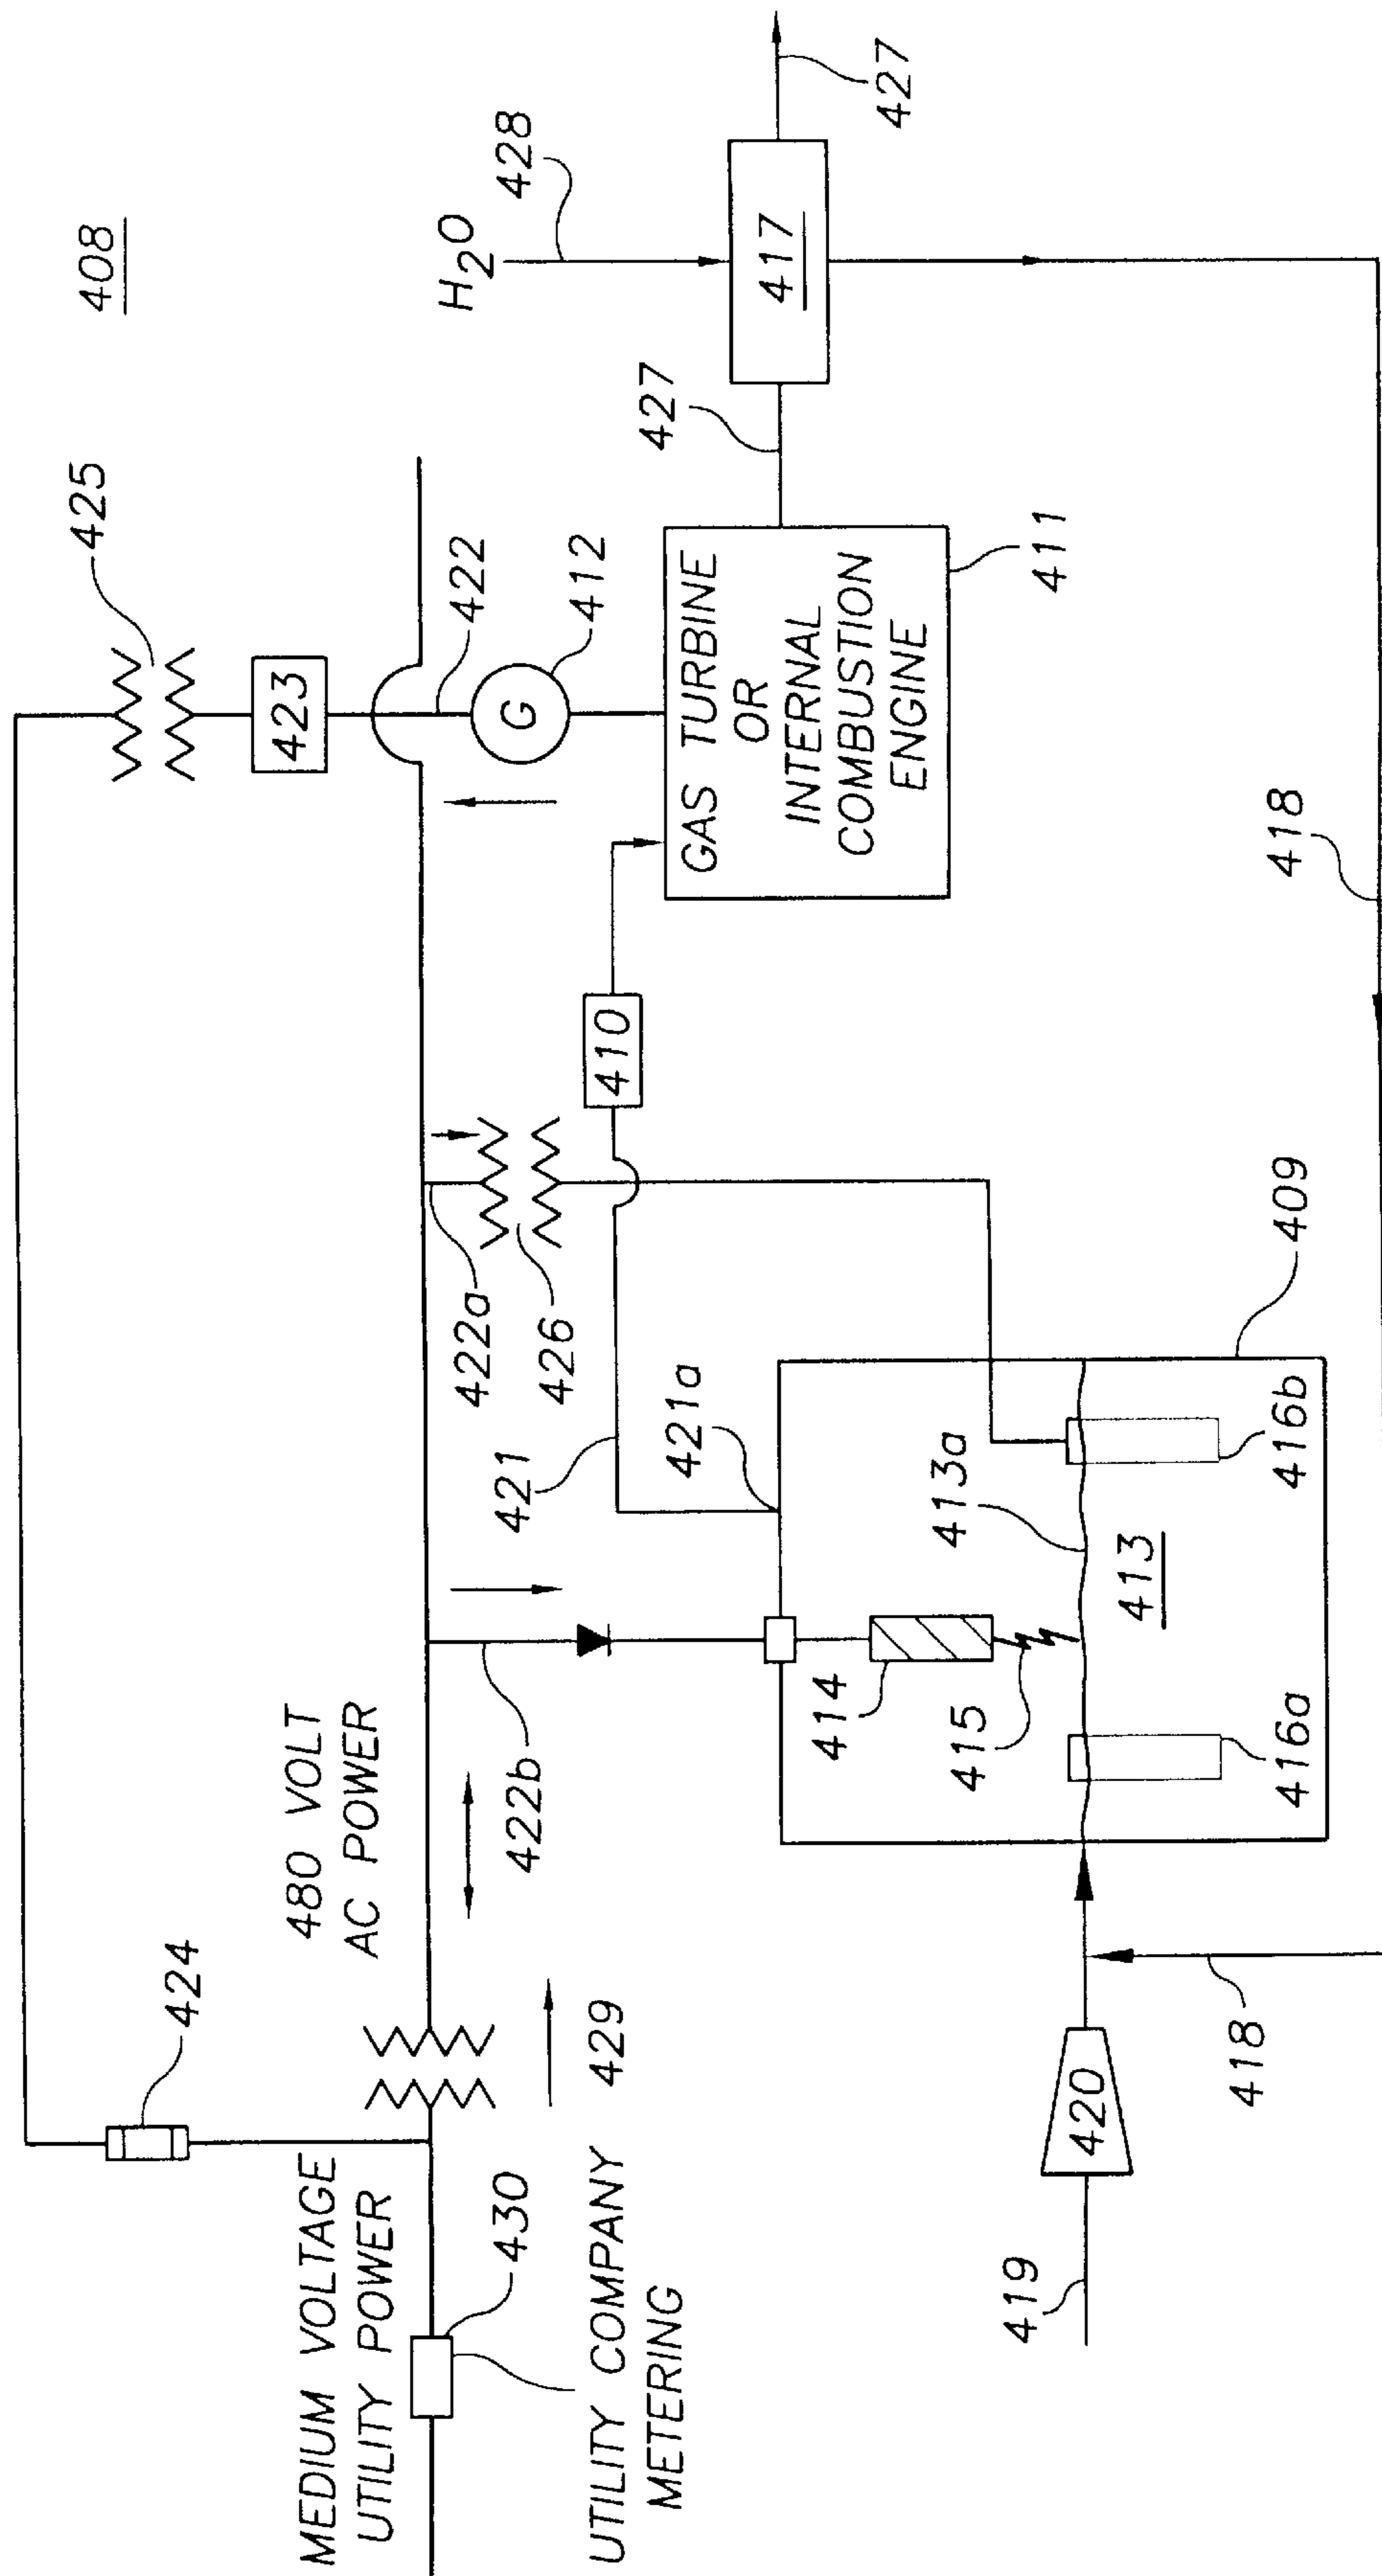 408
425
424
480 VOLT
AC POWER
MEDIUM VOLTAGE
UTILITY POWER
430
UTILITY COMPANY
METERING
429
422b
422a
426
421
421a
422
G
412
423
H2O
428
427
427
417
410
GAS TURBINE
OR
INTERNAL
COMBUSTION
ENGINE
411
418
409
413a
413
414
415
416a
416b
419
420
418